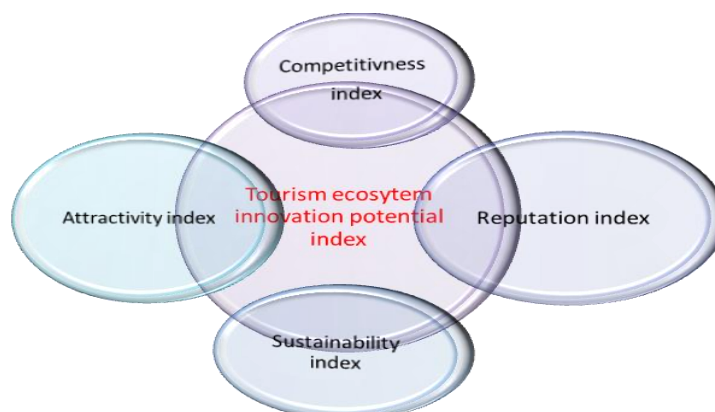 Competitivness
index
Attractivity index
Tourism ecosytem
innovation potential
index
Reputation index
Sustainability
index